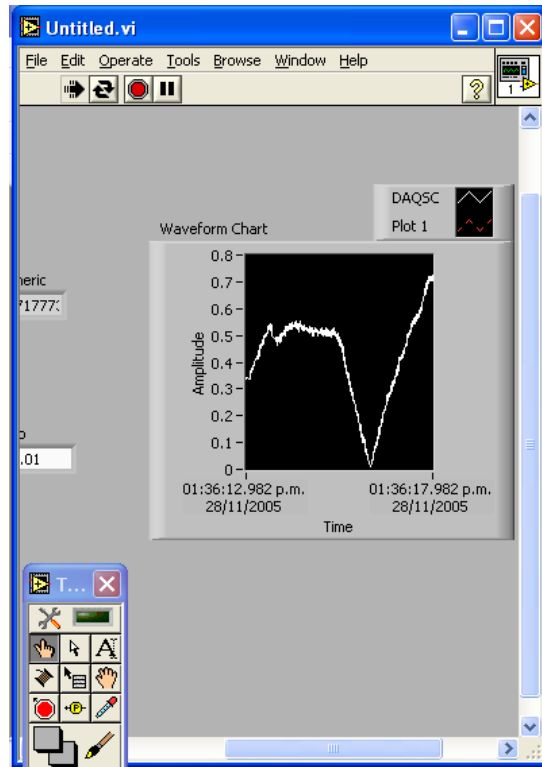 Untitled.vi
File Edit Operate Tools Browse Window Help
1
DAQSC
Plot 1
Waveform Chart
neric
717773
0.8
0.7
0.6
0.5
0.4
0.3
0.2
0.1
0
Amplitude
.01
01:36:12.982 p.m. 01:36:17.982 p.m.
28/11/2005 28/11/2005
Time
T...
A
P